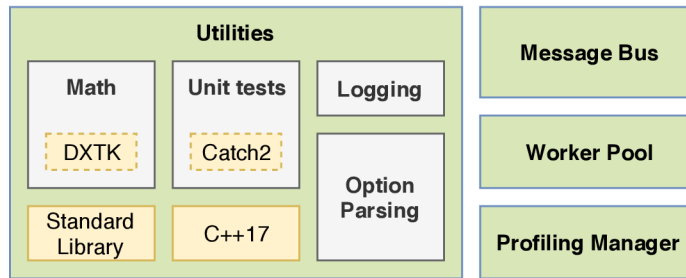 Utilities
Math
DXTK
Unit tests
Catch2
Logging
Option
Parsing
Standard
Library
C++17
Message Bus
Worker Pool
Profiling Manager